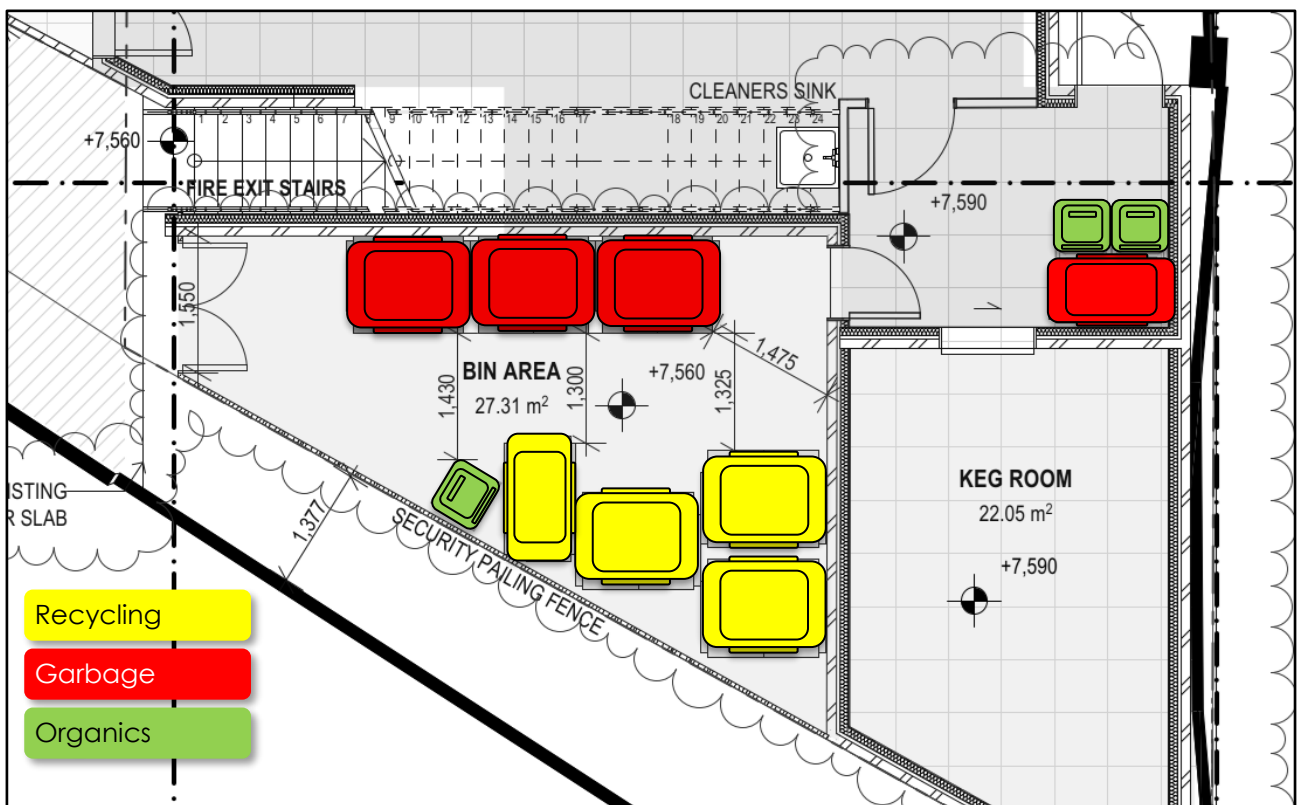 CLEANERS SINK
1 2 3 4 5 6 7 8 9 10 11 12 13 14 15 16 17 18 19 20 21 22 23 24
+7,560
FIRE EXIT STAIRS
+7,590
1,550
1,475
BIN AREA
27.31 m²
+7,560
1,430
1,300
1,325
KEG ROOM
22.05 m²
+7,590
ISTING
R SLAB
1,377
SECURITY PAILING FENCE
Recycling
Garbage
Organics